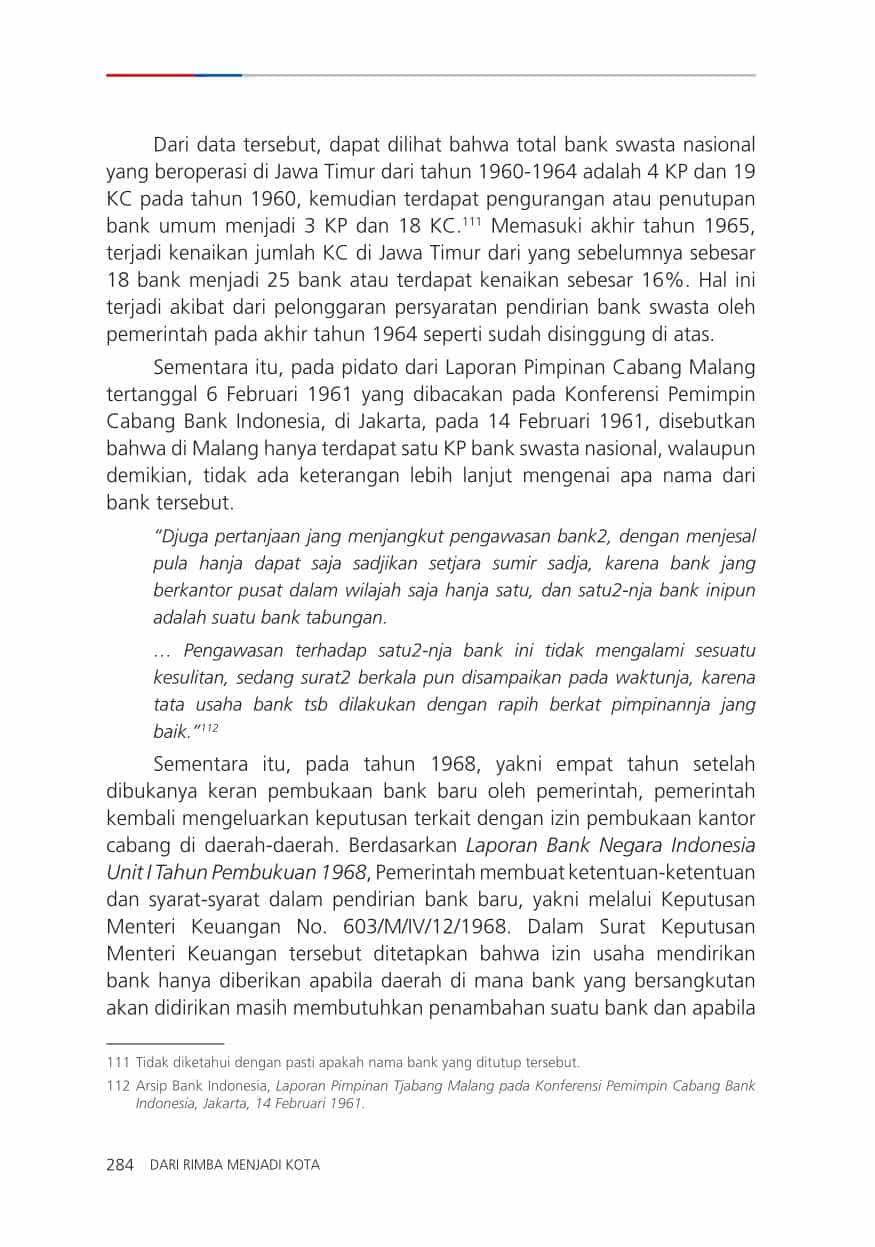 Dari data tersebut, dapat dilihat bahwa total bank swasta nasional
yang beroperasi di Jawa Timur dari tahun 1960-1964 adalah 4 KP dan 19
KC pada tahun 1960, kemudian terdapat pengurangan atau penutupan
bank umum menjadi 3 KP dan 18 KC.111 Memasuki akhir tahun 1965,
terjadi kenaikan jumlah KC di Jawa Timur dari yang sebelumnya sebesar
18 bank menjadi 25 bank atau terdapat kenaikan sebesar 16%. Hal ini
terjadi akibat dari pelonggaran persyaratan pendirian bank swasta oleh
pemerintah pada akhir tahun 1964 seperti sudah disinggung di atas.
Sementara itu, pada pidato dari Laporan Pimpinan Cabang Malang
tertanggal 6 Februari 1961 yang dibacakan pada Konferensi Pemimpin
Cabang Bank Indonesia, di Jakarta, pada 14 Februari 1961, disebutkan
bahwa di Malang hanya terdapat satu KP bank swasta nasional, walaupun
demikian, tidak ada keterangan lebih lanjut mengenai apa nama dari
bank tersebut.
“Djuga pertanjaan jang menjangkut pengawasan bank2, dengan menjesal
pula hanja dapat saja sadjikan setjara sumir sadja, karena bank jang
berkantor pusat dalam wilajah saja hanja satu, dan satu2-nja bank inipun
adalah suatu bank tabungan.
… Pengawasan terhadap satu2-nja bank ini tidak mengalami sesuatu
kesulitan, sedang surat2 berkala pun disampaikan pada waktunja, karena
tata usaha bank tsb dilakukan dengan rapih berkat pimpinannja jang
baik.”112
Sementara itu, pada tahun 1968, yakni empat tahun setelah
dibukanya keran pembukaan bank baru oleh pemerintah, pemerintah
kembali mengeluarkan keputusan terkait dengan izin pembukaan kantor
cabang di daerah-daerah. Berdasarkan Laporan Bank Negara Indonesia
Unit I Tahun Pembukuan 1968, Pemerintah membuat ketentuan-ketentuan
dan syarat-syarat dalam pendirian bank baru, yakni melalui Keputusan
Menteri Keuangan No. 603/M/IV/12/1968. Dalam Surat Keputusan
Menteri Keuangan tersebut ditetapkan bahwa izin usaha mendirikan
bank hanya diberikan apabila daerah di mana bank yang bersangkutan
akan didirikan masih membutuhkan penambahan suatu bank dan apabila
111 Tidak diketahui dengan pasti apakah nama bank yang ditutup tersebut.
112 Arsip Bank Indonesia, Laporan Pimpinan Tjabang Malang pada Konferensi Pemimpin Cabang Bank
Indonesia, Jakarta, 14 Februari 1961.
284 DARI RIMBA MENJADI KOTA